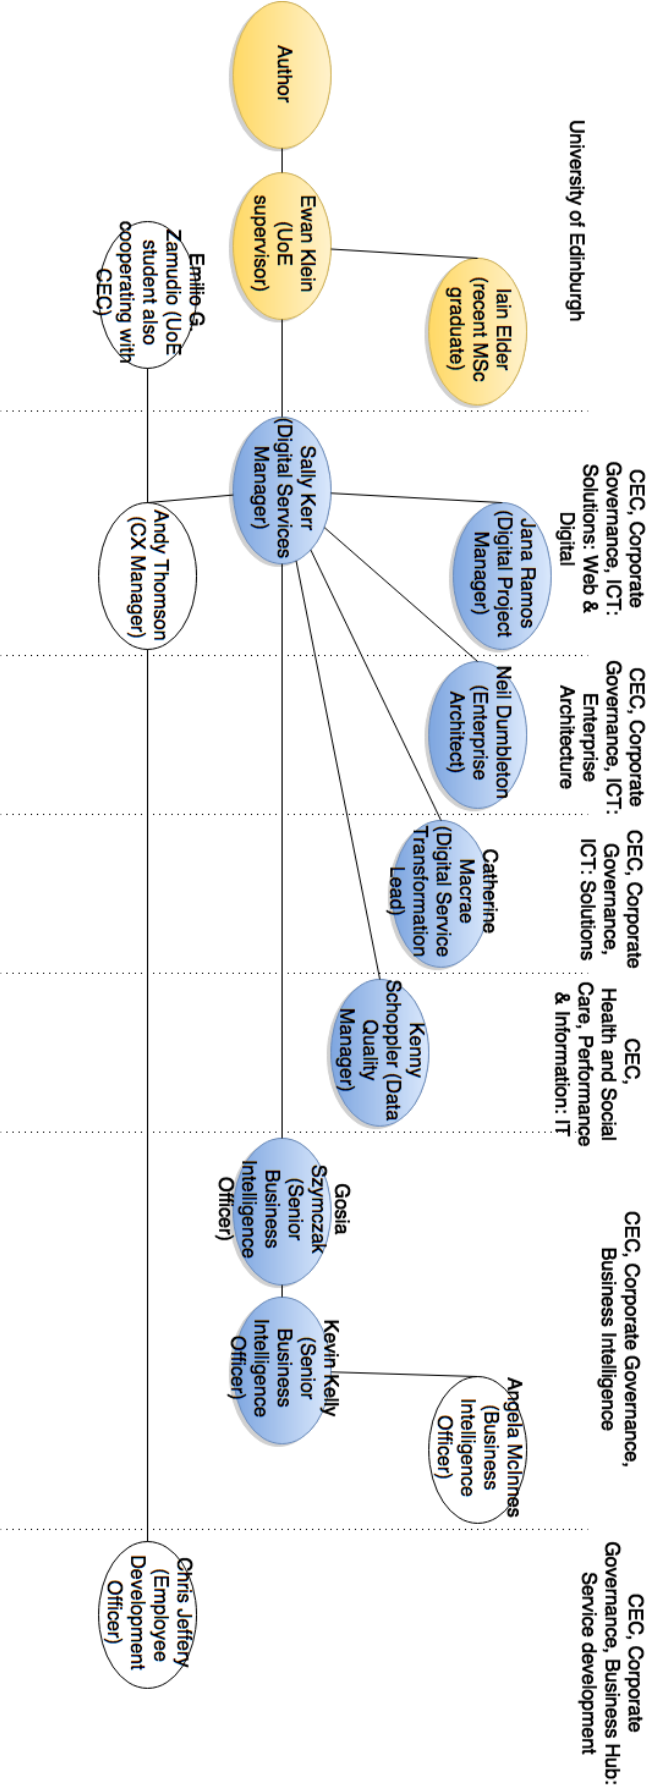 University of Edinburgh
Author
Ewan Klein
(UoE
supervisor)
Iain Elder
(recent MSc
graduate)
Emilio G.
Zamudio (UoE
student also
cooperating with
CEC)
CEC, Corporate
Governance, ICT:
Solutions: Web &
Digital
Sally Kerr
(Digital Services
Manager)
Jana Ramos
(Digital Project
Manager)
Andy Thomson
(CX Manager)
CEC, Corporate
Governance, ICT:
Enterprise
Architecture
Neil Dumbleton
(Enterprise
Architect)
CEC, Corporate
Governance,
ICT: Solutions
Catherine
Macrae
(Digital Service
Transformation
Lead)
CEC,
Health and Social
Care, Performance
& Information: IT
Kenny
Schoppler (Data
Quality
Manager)
CEC, Corporate Governance,
Business Intelligence
Gosia
Szymczak
(Senior
Business
Intelligence
Officer)
Kevin Kelly
(Senior
Business
Intelligence
Officer)
Angela McInnes
(Business
Intelligence
Officer)
CEC, Corporate
Governance, Business Hub:
Service development
Chris Jeffery
(Employee
Development
Officer)